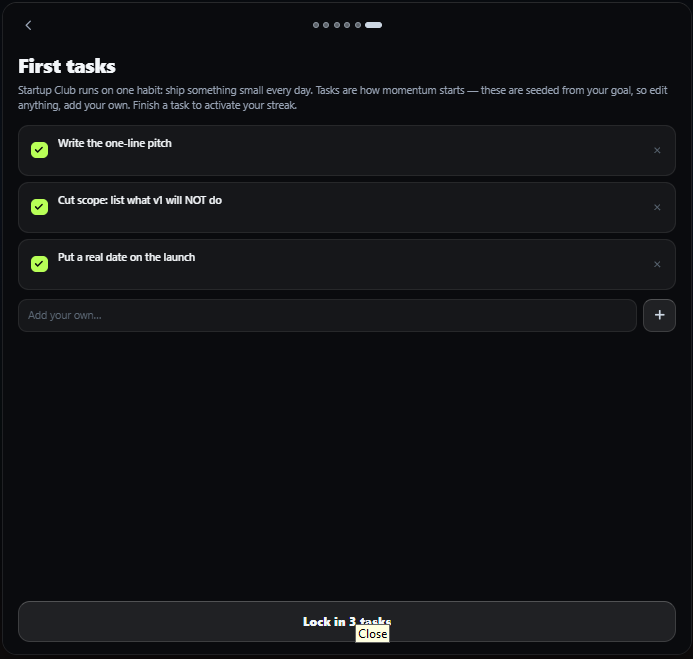 First tasks
Startup Club runs on one habit: ship something small every day. Tasks are how momentum starts — these are seeded from your goal, so edit
anything, add your own. Finish a task to activate your streak.
Write the one-line pitch
Cut scope: list what v1 will NOT do
Put a real date on the launch
Add your own...
Lock in 3 tasks
Close